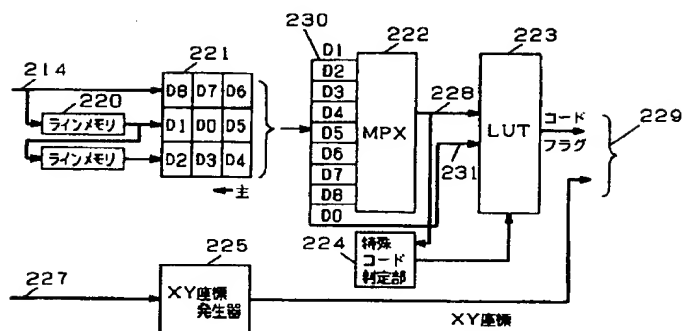 230
D1
222
223
221
214
D8 D7 D6
D2
220
D3
ラインメモリ
D1 D0 D5
D4
228
コード
229
D5
MPX
LUT
フラグ
ラインメモリ
D2 D3 D4
D6
231
D7
← 主
D8
D0
224
特殊
コード
判定部
225
227
XY座標
発生器
XY座標